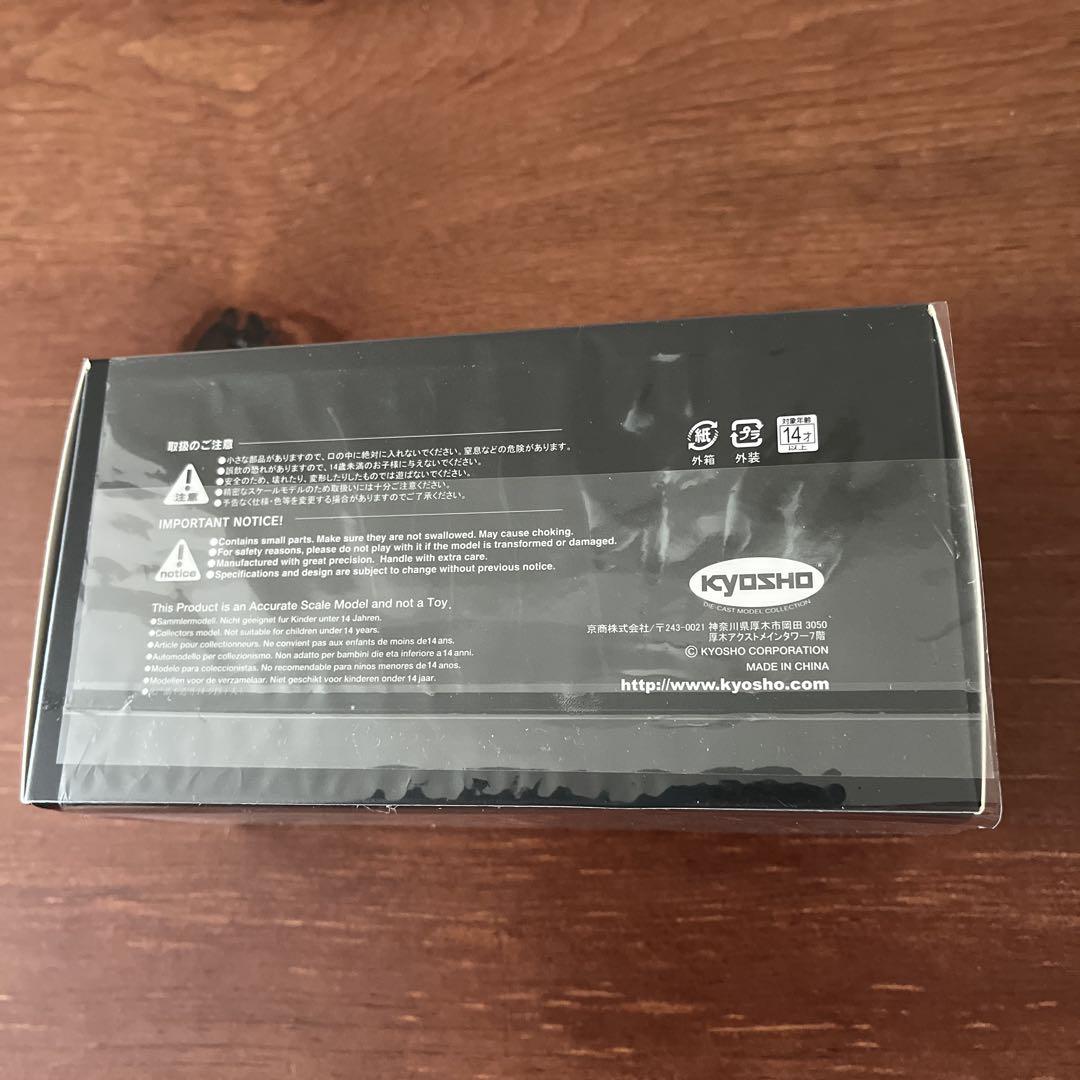 取扱のご注意
●小さな部品がありますので、口の中に絶対に入れないでください。窒息などの危険があります。
●誤飲の恐れがありますので、14歳未満のお子様に与えないでください。
●安全のため、壊れたり、変形したりしたものでは遊ばないでください。
●精密なスケールモデルのため取扱いには十分ご注意ください。
●予告なく仕様・色等を変更する場合がありますのでご了承ください。
注意
紙
外箱
プラ
外装
対象年齢
14才
以上
IMPORTANT NOTICE!
●Contains small parts. Make sure they are not swallowed. May cause choking.
●For safety reasons, please do not play with it if the model is transformed or damaged.
●Manufactured with great precision. Handle with extra care.
●Specifications and design are subject to change without previous notice.
notice
This Product is an Accurate Scale Model and not a Toy.
●Sammlermodell. Nicht geeignet fur Kinder unter 14 Jahren.
●Collectors model. Not suitable for children under 14 years.
●Article pour collectionneurs. Ne convient pas aux enfants de moins de14 ans.
●Automodello per collezionismo. Non adatto per bambini die eta inferiore a 14 anni.
●Modelo para coleccionistas. No recomendable para ninos menores de 14 anos.
●Modellen voor de verzamelaar. Niet geschikt voor kinderen onder 14 jaar.
KYOSHO
DIE-CAST MODEL COLLECTION
京商株式会社/〒243-0021 神奈川県厚木市岡田 3050
厚木アクストメインタワー7階
© KYOSHO CORPORATION
MADE IN CHINA
http://www.kyosho.com